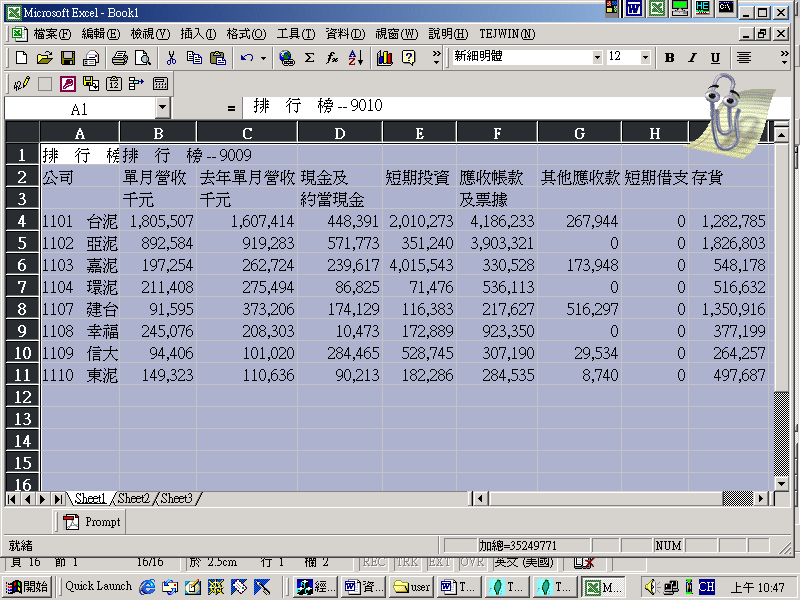 Microsoft Excel - Book1
檔案(F) 編輯(E) 檢視(V) 插入(I) 格式(O) 工具(T) 資料(D) 視窗(W) 說明(H) TEJWIN(N)
新細明體 12 B I U
A1 = 排 行 榜 -- 9010
A B C D E F G H
1 排 行 榜 排 行 榜 -- 9009
2 公司 單月營收 去年單月營收 現金及 短期投資 應收帳款 其他應收款 短期借支 存貨
3 千元 千元 約當現金 及票據
4 1101 台泥 1,805,507 1,607,414 448,391 2,010,273 4,186,233 267,944 0 1,282,785
5 1102 亞泥 892,584 919,283 571,773 351,240 3,903,321 0 0 1,826,803
6 1103 嘉泥 197,254 262,724 239,617 4,015,543 330,528 173,948 0 548,178
7 1104 環泥 211,408 275,494 86,825 71,476 536,113 0 0 516,632
8 1107 建台 91,595 373,206 174,129 116,383 217,627 516,297 0 1,350,916
9 1108 幸福 245,076 208,303 10,473 172,889 923,350 0 0 377,199
10 1109 信大 94,406 101,020 284,465 528,745 307,190 29,534 0 264,257
11 1110 東泥 149,323 110,636 90,213 182,286 284,535 8,740 0 497,687
12
13
14
15
16
Sheet1 Sheet2 Sheet3
Prompt
就緒 加總=35249771 NUM
頁 16 節 1 16/16 於 2.5cm 行 1 欄 2 REC TRK EXT OVR 英文 (美國)
開始 Quick Launch 經... 資... user T... T... T... M... CH 上午 10:47